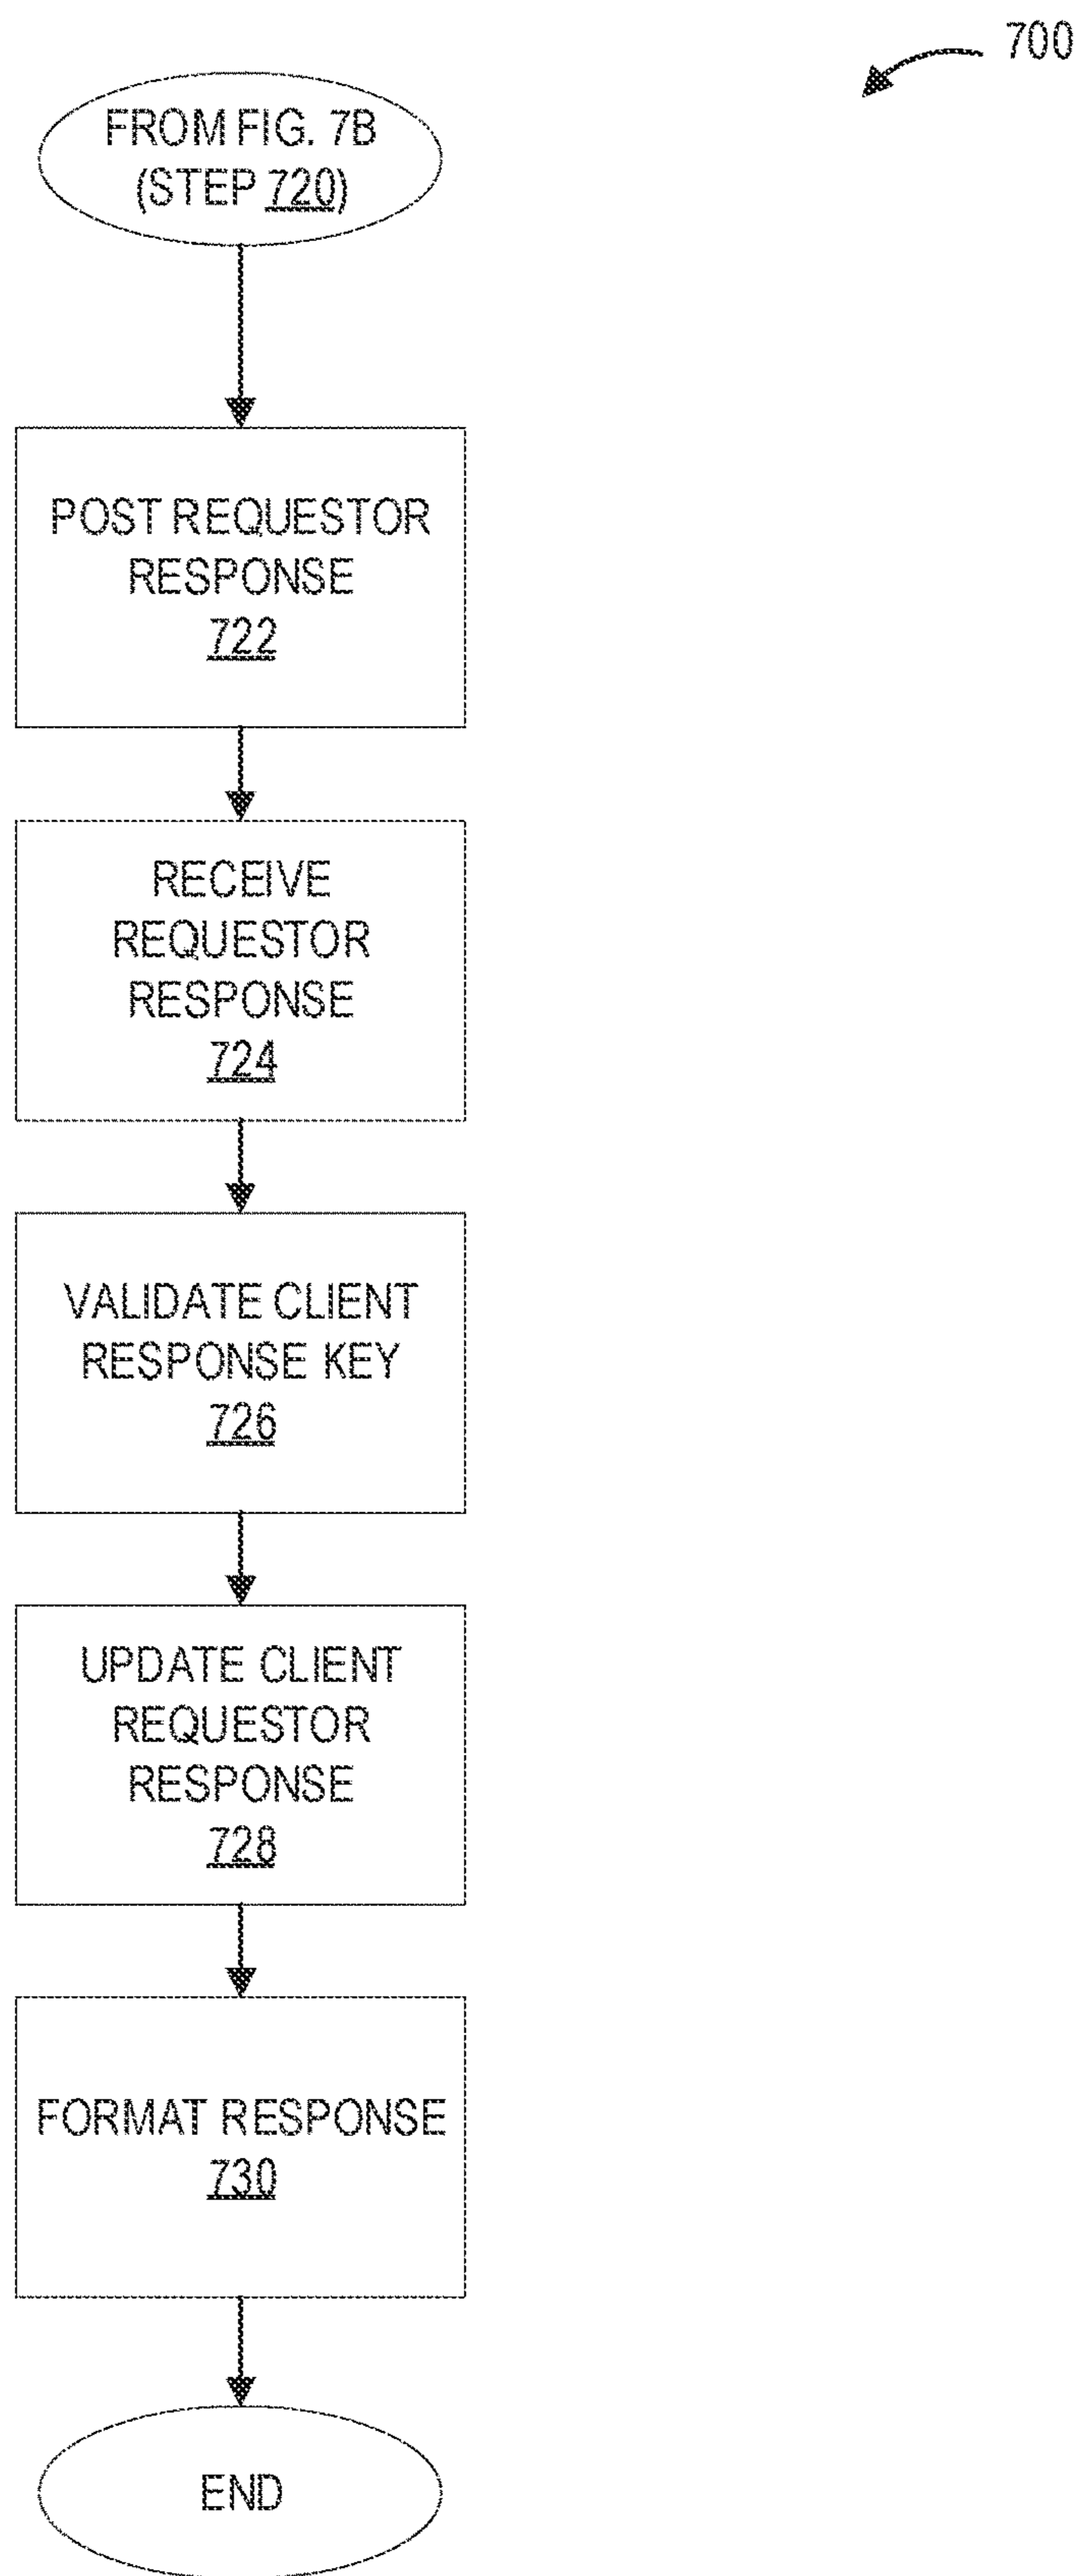 700
FROM FIG. 7B
(STEP 720)
POST REQUESTOR
RESPONSE
722
RECEIVE
REQUESTOR
RESPONSE
724
VALIDATE CLIENT
RESPONSE KEY
726
UPDATE CLIENT
REQUESTOR
RESPONSE
728
FORMAT RESPONSE
730
END